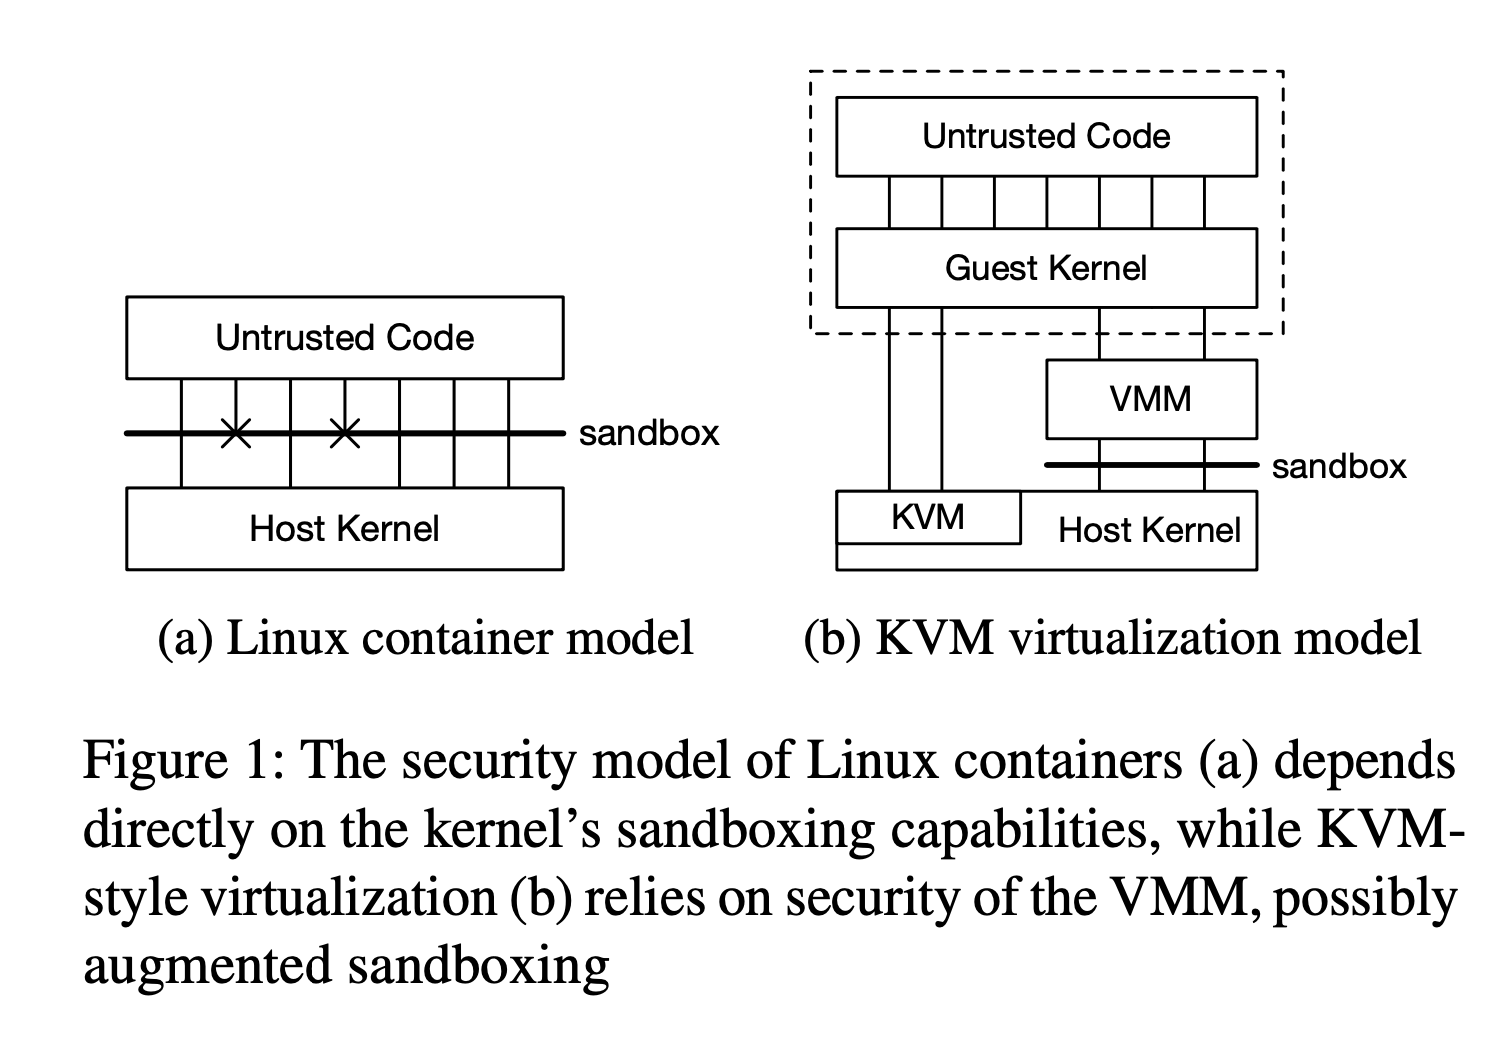 Untrusted Code
sandbox
Host Kernel
(a) Linux container model
Untrusted Code
Guest Kernel
VMM
sandbox
KVM
Host Kernel
(b) KVM virtualization model
Figure 1: The security model of Linux containers (a) depends
directly on the kernel’s sandboxing capabilities, while KVM-
style virtualization (b) relies on security of the VMM, possibly
augmented sandboxing